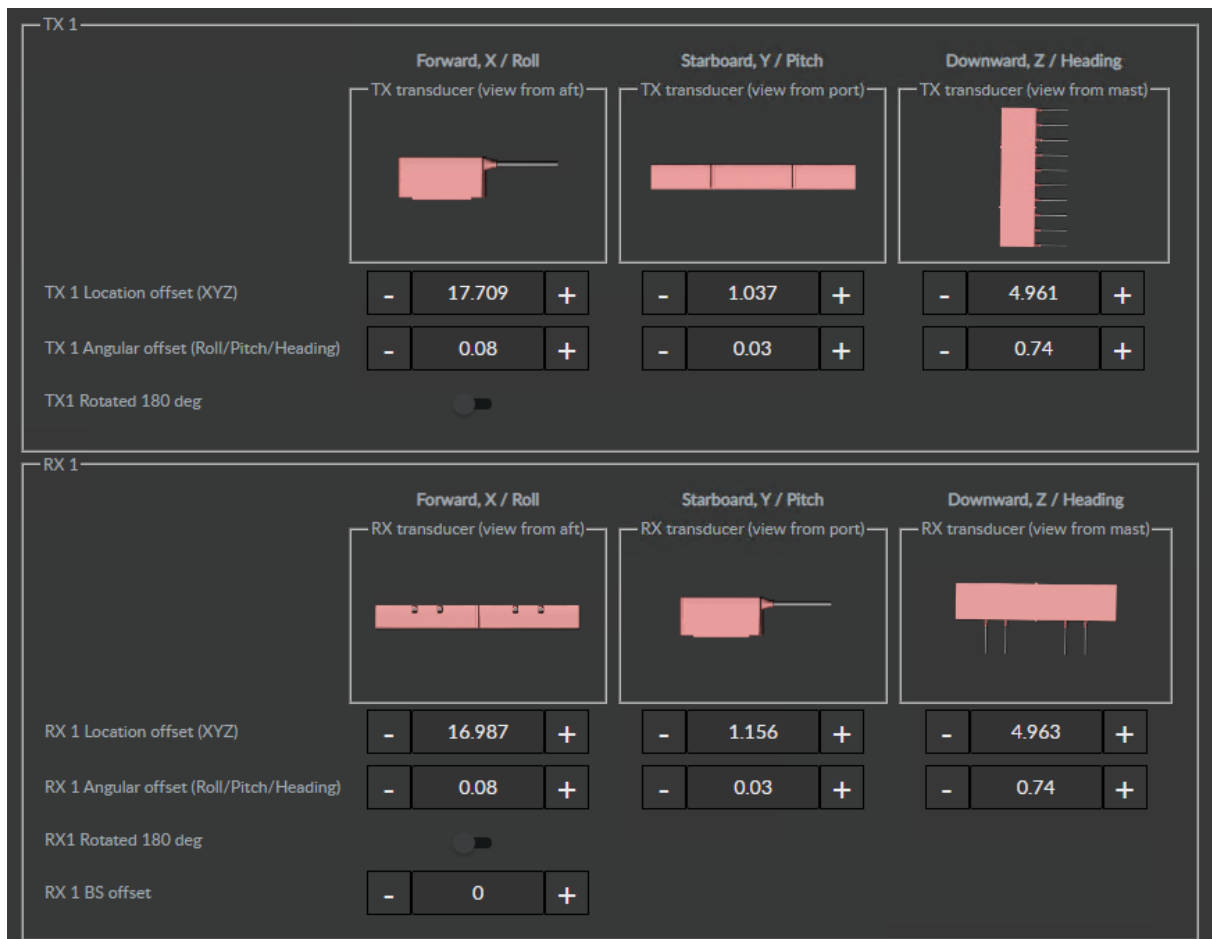 TX 1
Forward, X / Roll Starboard, Y / Pitch Downward, Z / Heading
TX transducer (view from aft) TX transducer (view from port) TX transducer (view from mast)
TX 1 Location offset (XYZ) - 17.709 + - 1.037 + - 4.961 +
TX 1 Angular offset (Roll/Pitch/Heading) - 0.08 + - 0.03 + - 0.74 +
TX1 Rotated 180 deg
RX 1
Forward, X / Roll Starboard, Y / Pitch Downward, Z / Heading
RX transducer (view from aft) RX transducer (view from port) RX transducer (view from mast)
RX 1 Location offset (XYZ) - 16.987 + - 1.156 + - 4.963 +
RX 1 Angular offset (Roll/Pitch/Heading) - 0.08 + - 0.03 + - 0.74 +
RX1 Rotated 180 deg
RX 1 BS offset - 0 +